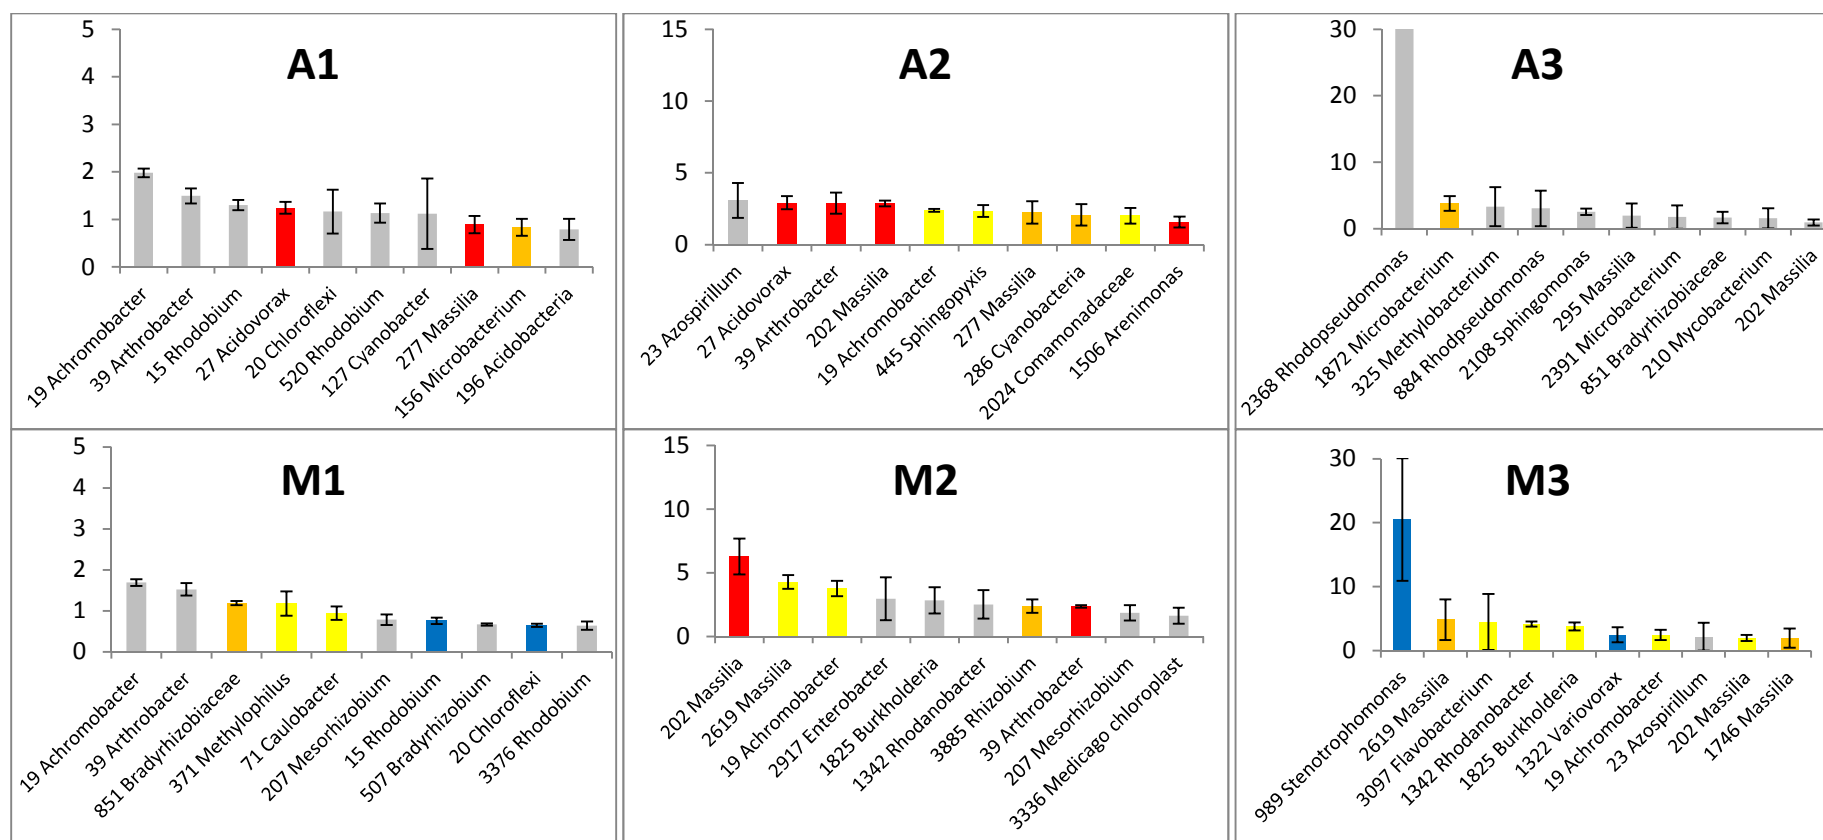 A1
5
4
3
2
1
0
19 Achromobacter
39 Arthrobacter
15 Rhodobium
27 Acidovorax
20 Chloroflexi
520 Rhodobium
127 Cyanobacter
277 Massilia
156 Microbacterium
196 Acidobacteria
A2
15
10
5
0
23 Azospirillum
27 Acidovorax
39 Arthrobacter
202 Massilia
19 Achromobacter
445 Sphingopyxis
277 Massilia
286 Cyanobacteria
2024 Comamonadaceae
1506 Arenimonas
A3
30
20
10
0
2368 Rhodopseudomonas
1872 Microbacterium
325 Methylobacterium
884 Rhodpseudomonas
2108 Sphingomonas
295 Massilia
2391 Microbacterium
851 Bradyrhizobiaceae
210 Mycobacterium
202 Massilia
M1
5
4
3
2
1
0
19 Achromobacter
39 Arthrobacter
851 Bradyrizobiaceae
371 Methylophilus
71 Caulobacter
207 Mesorhizobium
15 Rhodobium
507 Bradyrhizobium
20 Chloroflexi
3376 Rhodobium
M2
15
10
5
0
202 Massilia
2619 Massilia
19 Achromobacter
2917 Enterobacter
1825 Burkholderia
1342 Rhodanobacter
3885 Rhizobium
39 Arthrobacter
207 Mesorhizobium
3336 Medicago chloroplast
M3
30
20
10
0
989 Stenotrophomonas
2619 Massilia
3097 Flavobacterium
1342 Rhodanobacter
1825 Burkholderia
1322 Variovorax
19 Achromobacter
23 Azospirillum
202 Massilia
1746 Massilia